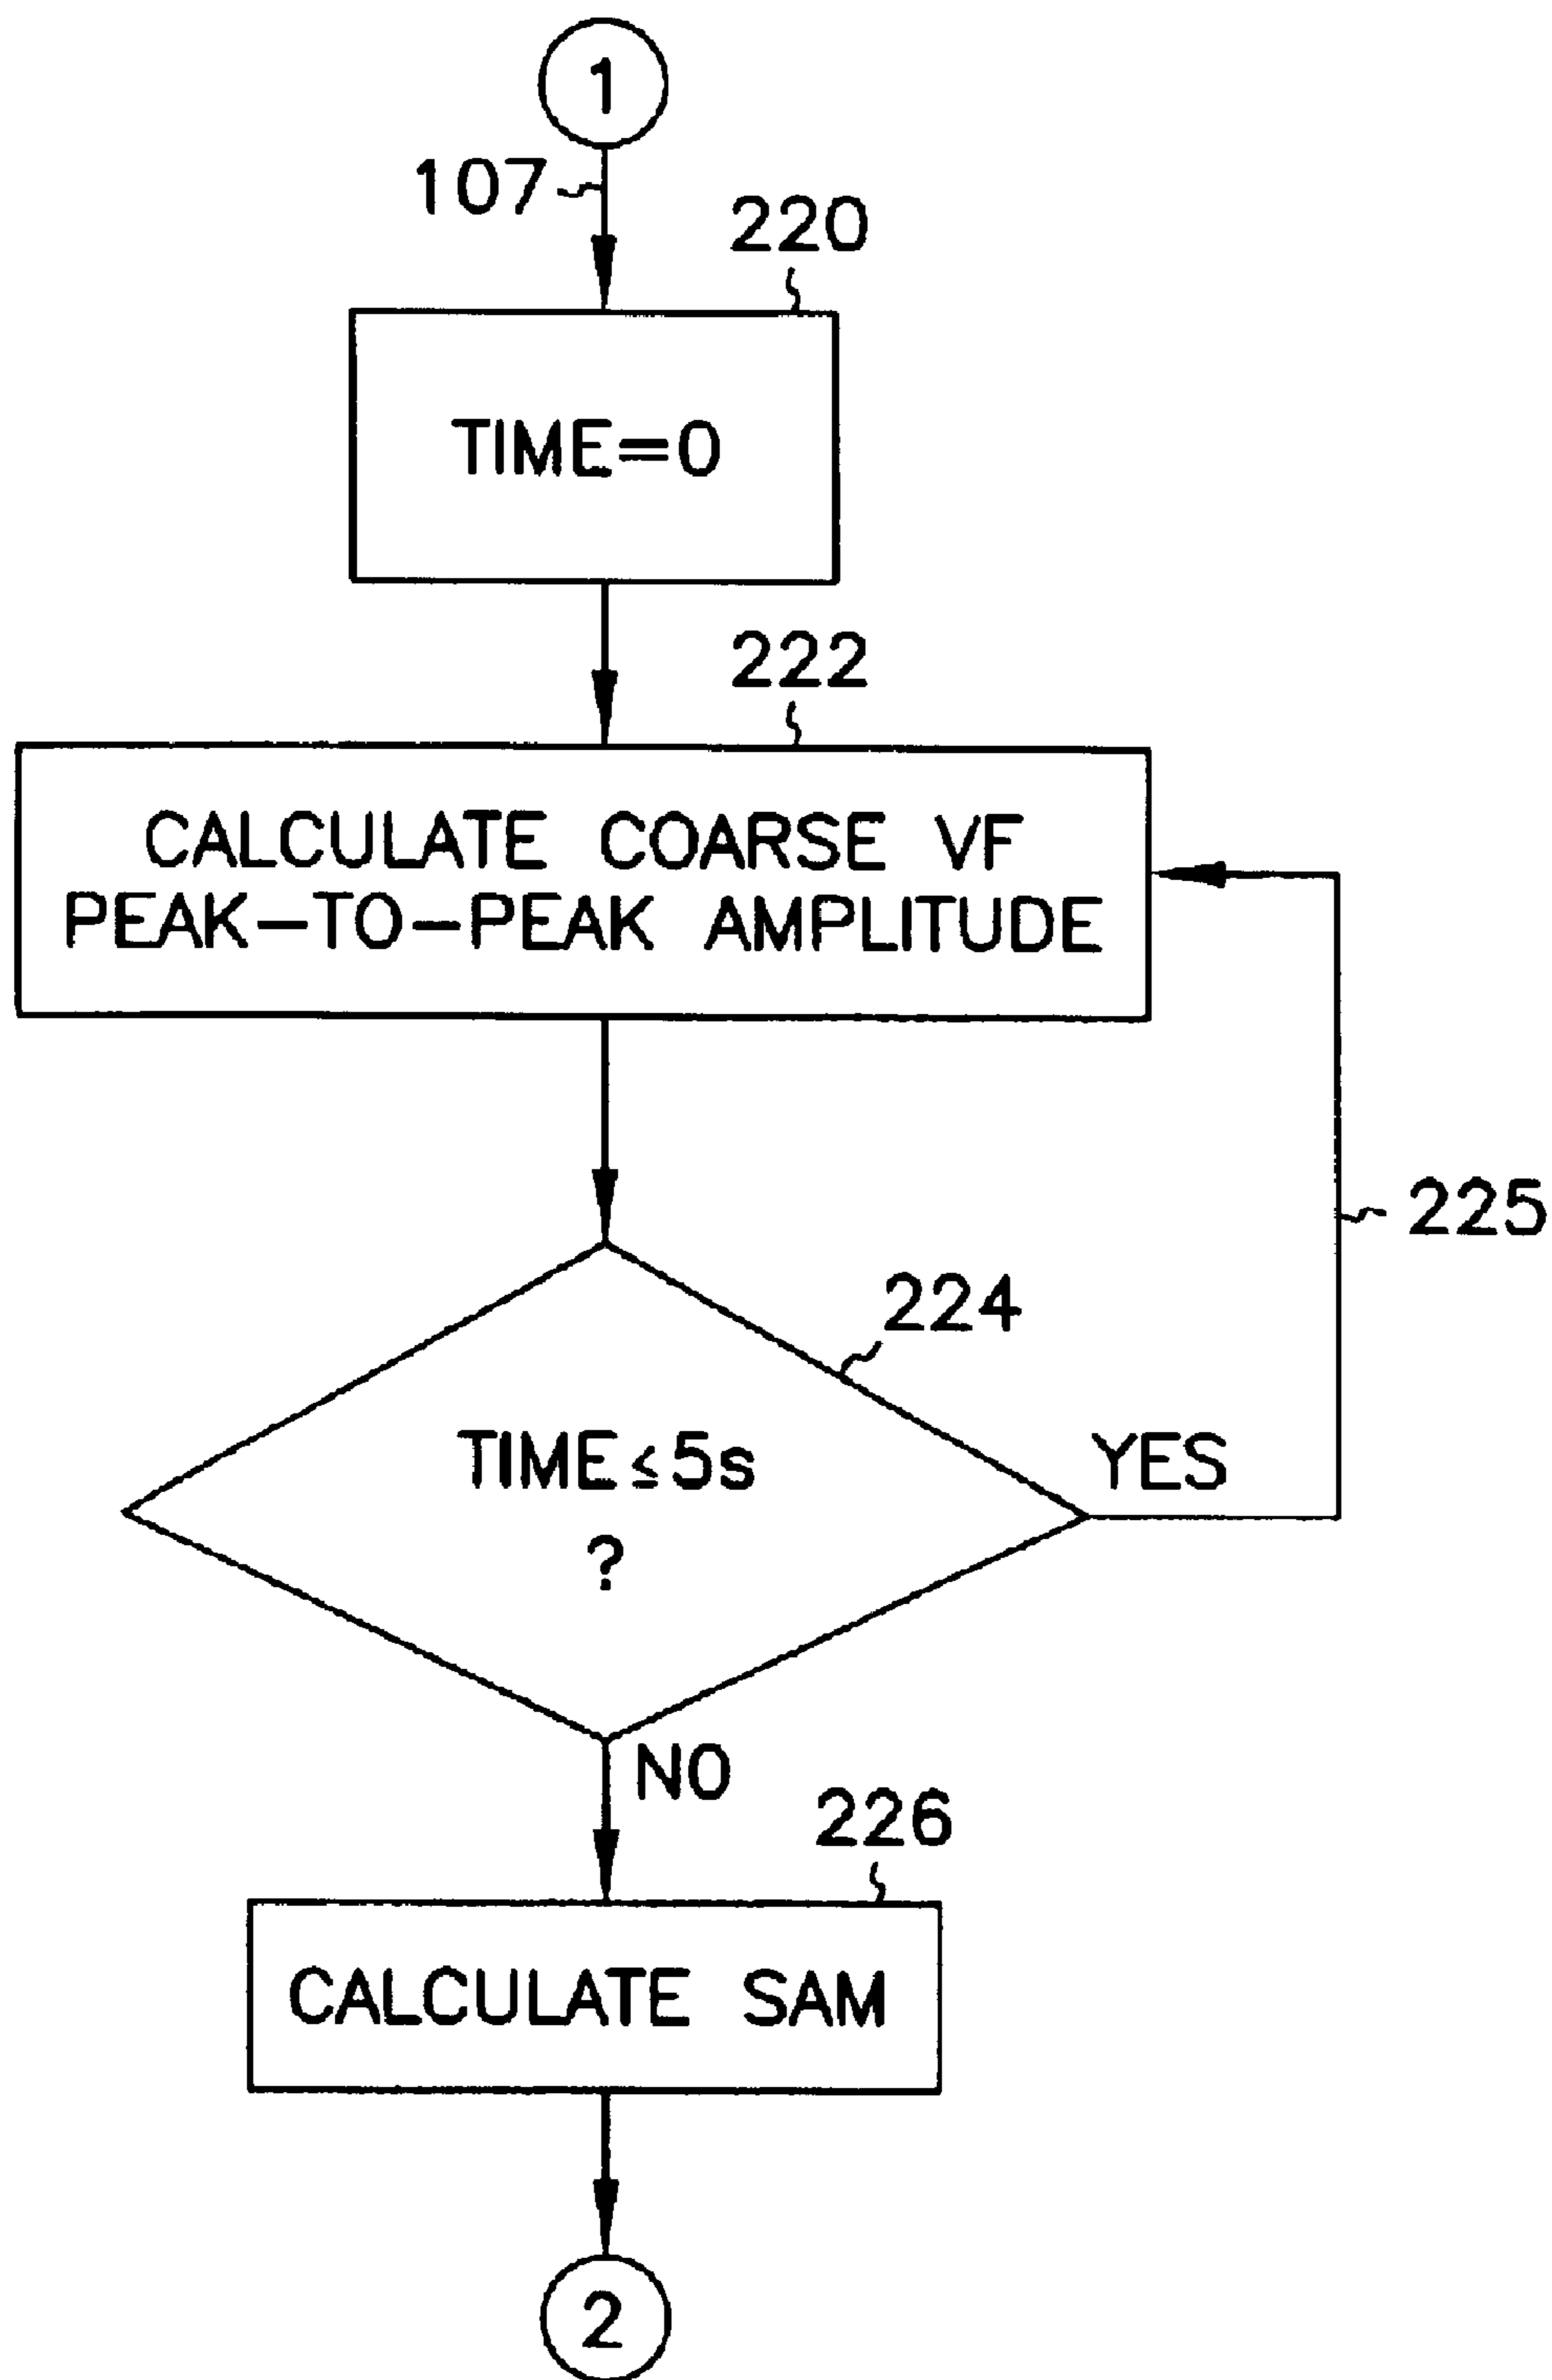 1
107
220
TIME=0
222
CALCULATE COARSE VF
PEAK-TO-PEAK AMPLITUDE
225
224
TIME≤5s
?
YES
NO
226
CALCULATE SAM
2